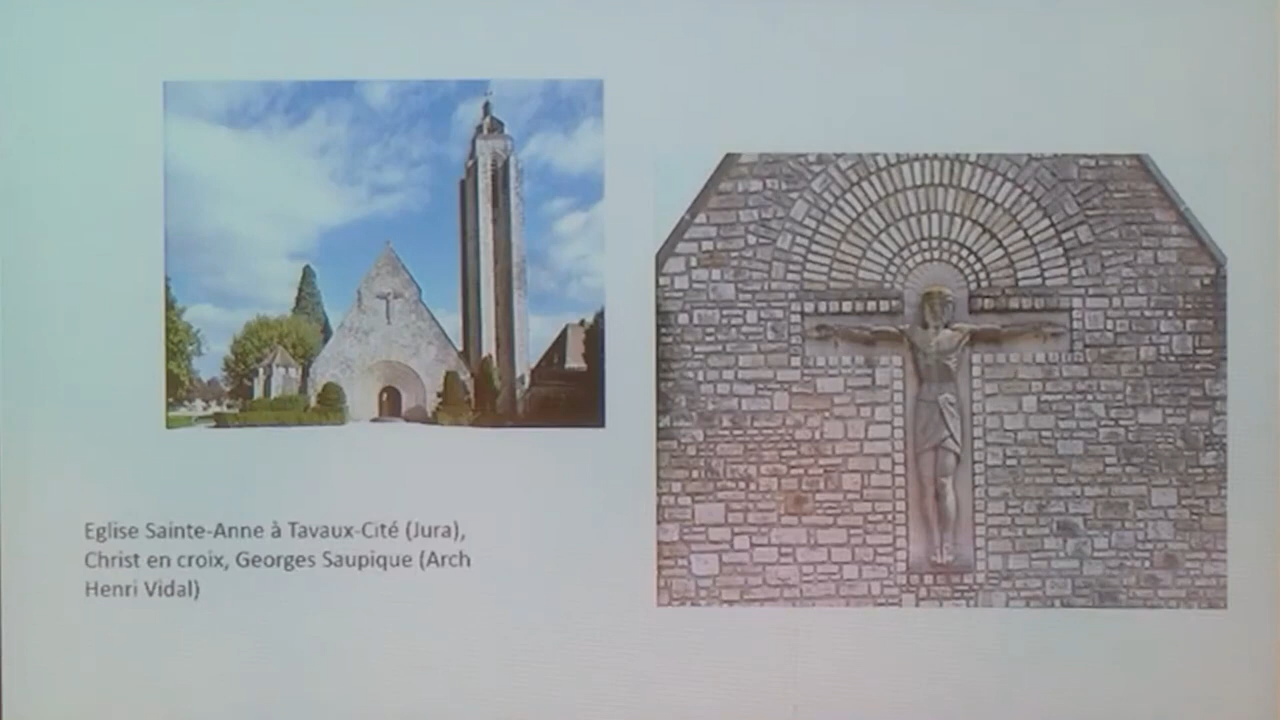 Eglise Sainte-Anne à Tavaux-Cité (Jura),
Christ en croix, Georges Saupique (Arch
Henri Vidal)